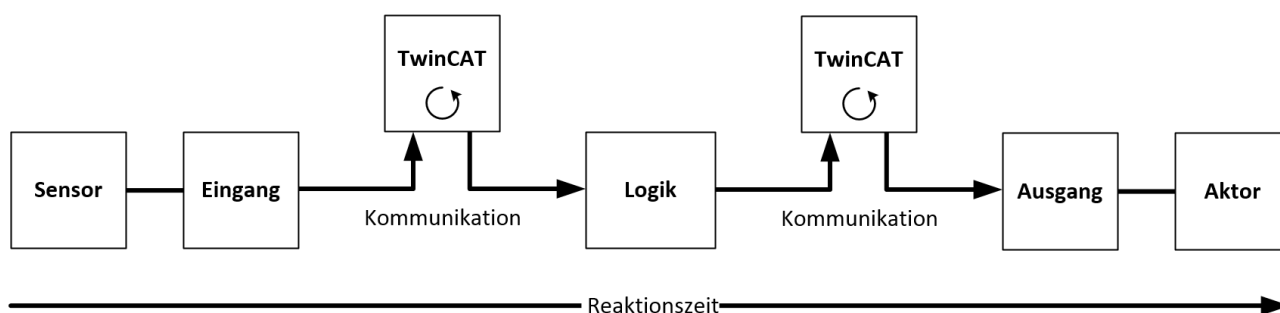 TwinCAT
TwinCAT
Sensor
Eingang
Logik
Ausgang
Aktor
Kommunikation
Kommunikation
Reaktionszeit